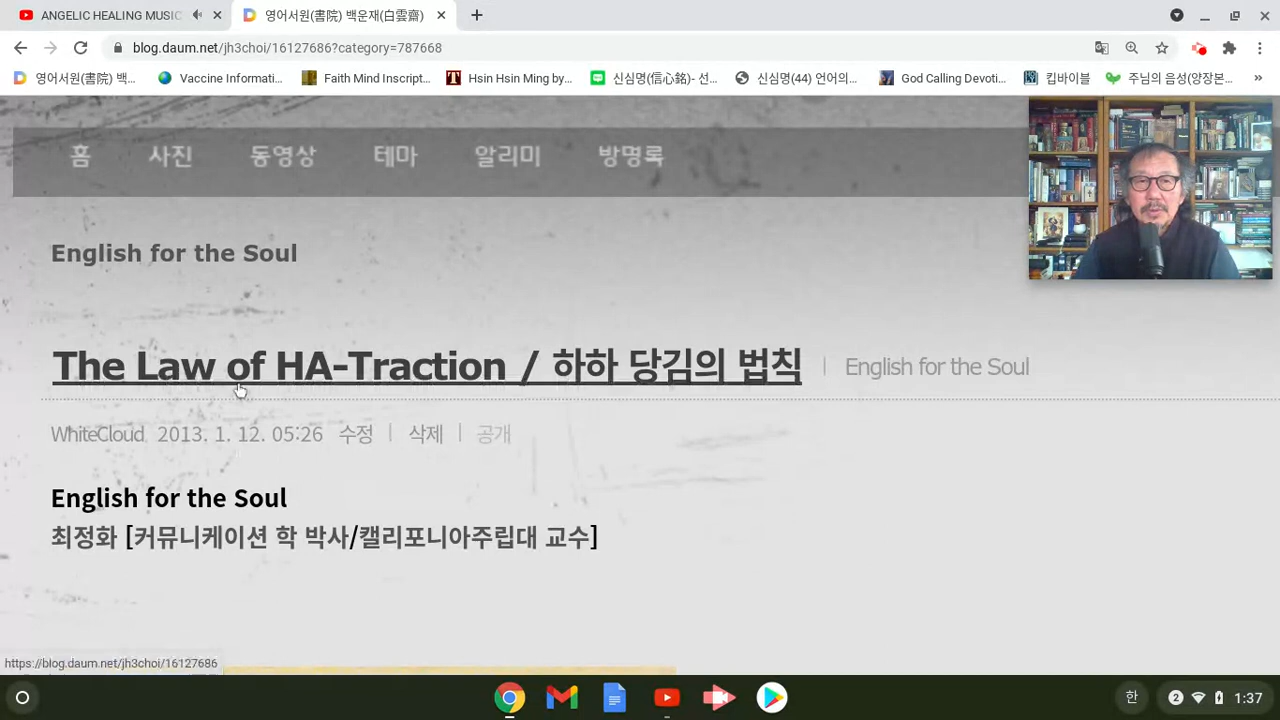 ANGELIC HEALING MUSIC
영어서원(書院) 백운재(白雲齋)
blog.daum.net/jh3choi/16127686?category=787668
영어서원(書院) 백... Vaccine Informati... Faith Mind Inscript... Hsin Hsin Ming by... 신심명(信心銘)- 선... 신심명(44) 언어의... God Calling Devoti... 킵바이블 주님의 음성(양장본... »
홈 사진 동영상 테마 알리미 방명록
English for the Soul
The Law of HA-Traction / 하하 당김의 법칙 | English for the Soul
WhiteCloud 2013. 1. 12. 05:26 수정 | 삭제 | 공개
English for the Soul
최정화 [커뮤니케이션 학 박사/캘리포니아주립대 교수]
https://blog.daum.net/jh3choi/16127686
한 2 1:37